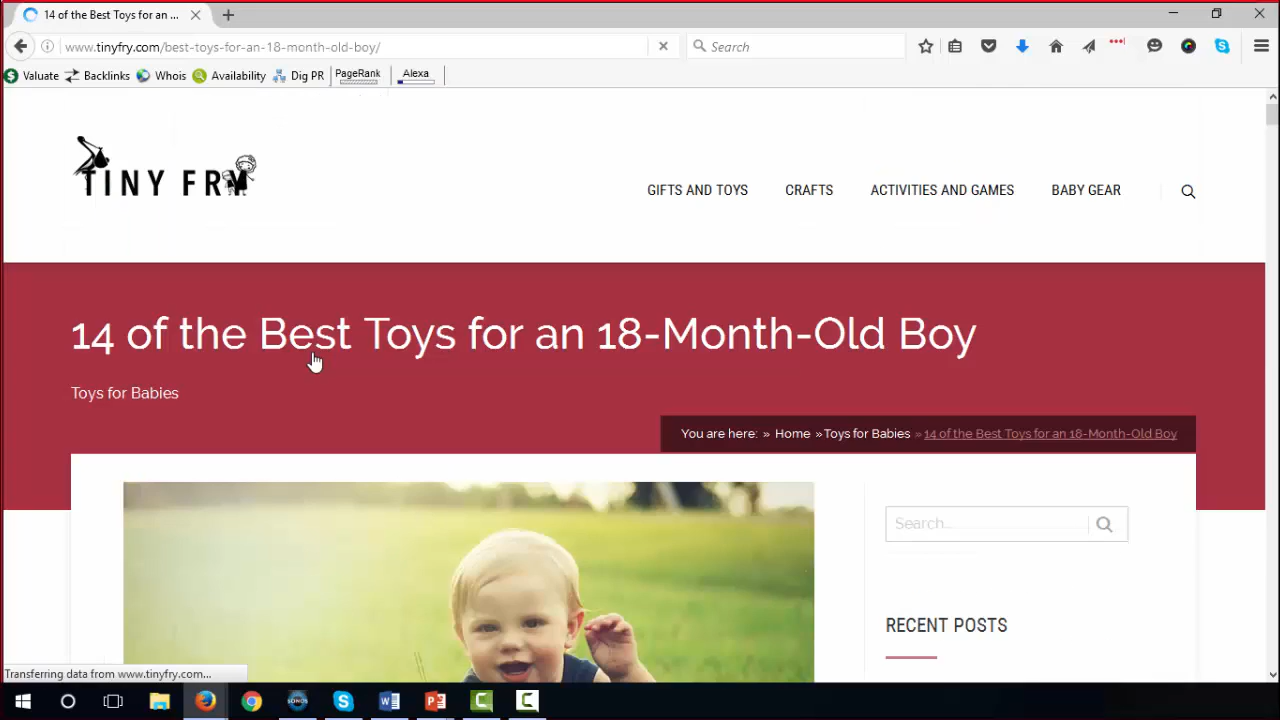 14 of the Best Toys for an ...
www.tinyfry.com/best-toys-for-an-18-month-old-boy/
Search
Valuate
Backlinks
Whois
Availability
Dig PR
PageRank
Alexa
TINY FRY
GIFTS AND TOYS
CRAFTS
ACTIVITIES AND GAMES
BABY GEAR
14 of the Best Toys for an 18-Month-Old Boy
Toys for Babies
You are here: » Home » Toys for Babies » 14 of the Best Toys for an 18-Month-Old Boy
Search...
RECENT POSTS
Transferring data from www.tinyfry.com...
SONOS